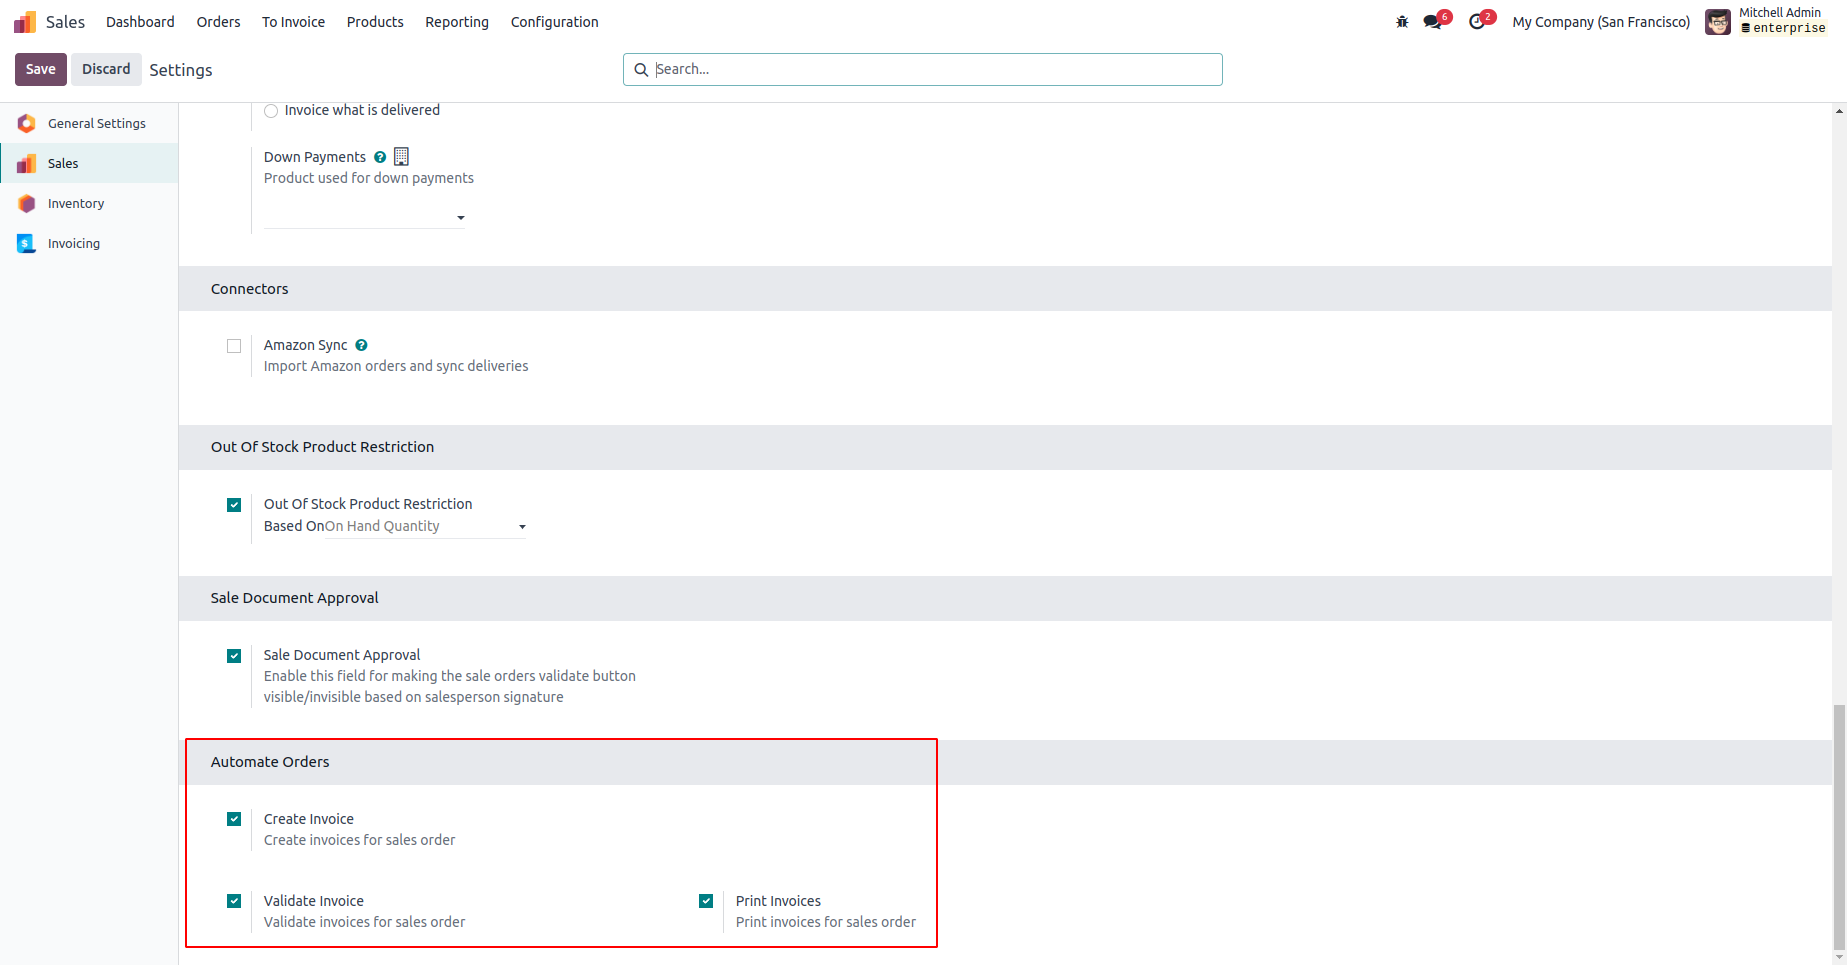 Sales Dashboard Orders To Invoice Products Reporting Configuration 6 2 My Company (San Francisco) Mitchell Admin
enterprise
Save Discard Settings Search...
General Settings
Sales
Inventory
Invoicing
Invoice what is delivered
Down Payments ?
Product used for down payments
Connectors
Amazon Sync ?
Import Amazon orders and sync deliveries
Out Of Stock Product Restriction
Out Of Stock Product Restriction
Based OnOn Hand Quantity
Sale Document Approval
Sale Document Approval
Enable this field for making the sale orders validate button
visible/invisible based on salesperson signature
Automate Orders
Create Invoice
Create invoices for sales order
Validate Invoice
Validate invoices for sales order
Print Invoices
Print invoices for sales order